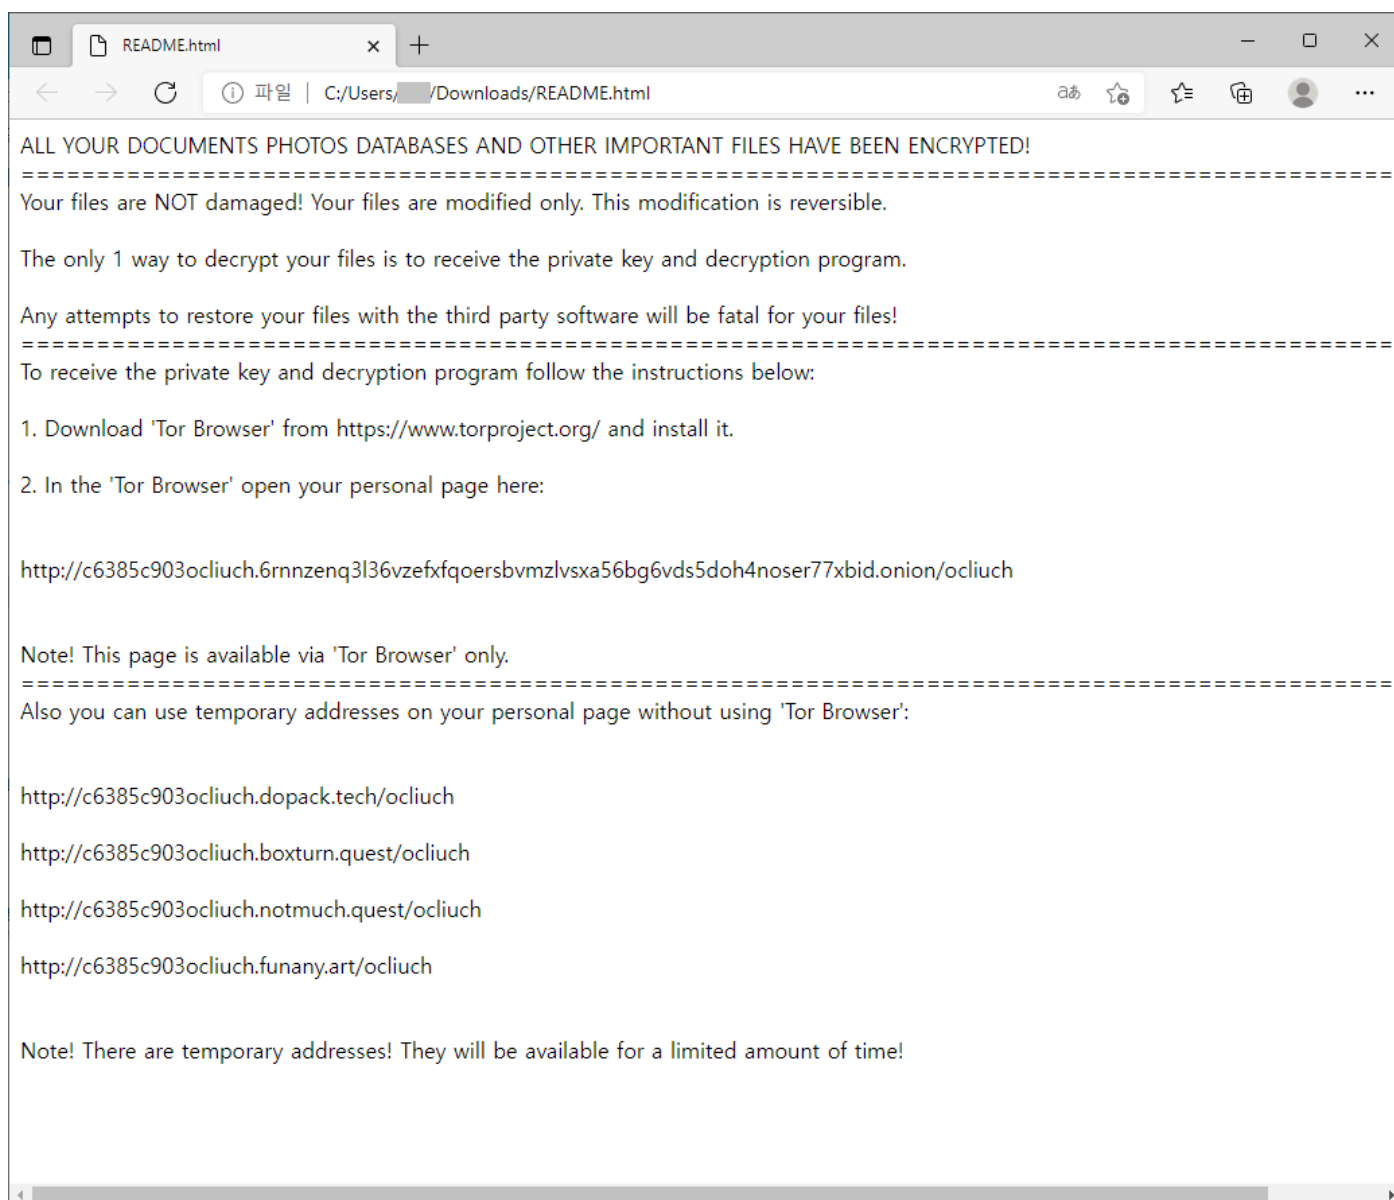 README.html
파일 | C:/Users/ /Downloads/README.html
ALL YOUR DOCUMENTS PHOTOS DATABASES AND OTHER IMPORTANT FILES HAVE BEEN ENCRYPTED!
===========================================================================================
Your files are NOT damaged! Your files are modified only. This modification is reversible.
The only 1 way to decrypt your files is to receive the private key and decryption program.
Any attempts to restore your files with the third party software will be fatal for your files!
===========================================================================================
To receive the private key and decryption program follow the instructions below:
1. Download 'Tor Browser' from https://www.torproject.org/ and install it.
2. In the 'Tor Browser' open your personal page here:
http://c6385c903ocliuch.6rnnzenq3l36vzefxfqoersbvmzlvsxa56bg6vds5doh4noser77xbid.onion/ocliuch
Note! This page is available via 'Tor Browser' only.
===========================================================================================
Also you can use temporary addresses on your personal page without using 'Tor Browser':
http://c6385c903ocliuch.dopack.tech/ocliuch
http://c6385c903ocliuch.boxturn.quest/ocliuch
http://c6385c903ocliuch.notmuch.quest/ocliuch
http://c6385c903ocliuch.funany.art/ocliuch
Note! There are temporary addresses! They will be available for a limited amount of time!